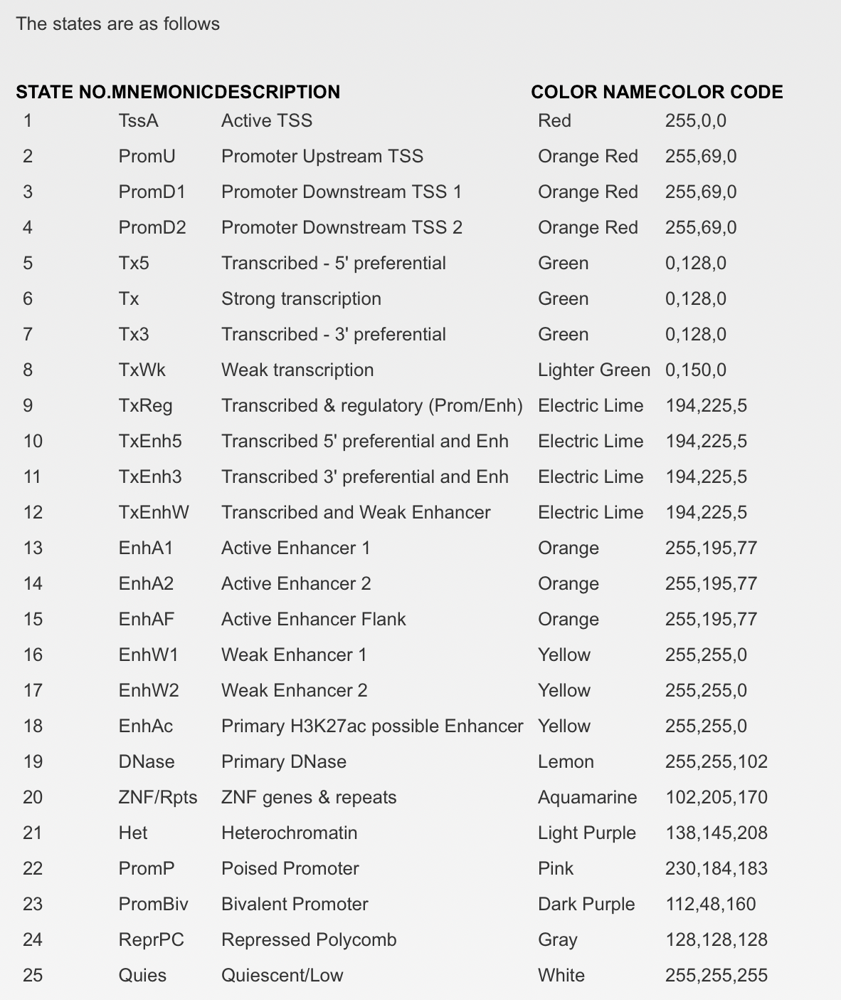 The states are as follows
STATE NO.MNEMONICDESCRIPTION COLOR NAMECOLOR CODE
1 TssA Active TSS Red 255,0,0
2 PromU Promoter Upstream TSS Orange Red 255,69,0
3 PromD1 Promoter Downstream TSS 1 Orange Red 255,69,0
4 PromD2 Promoter Downstream TSS 2 Orange Red 255,69,0
5 Tx5 Transcribed - 5' preferential Green 0,128,0
6 Tx Strong transcription Green 0,128,0
7 Tx3 Transcribed - 3' preferential Green 0,128,0
8 TxWk Weak transcription Lighter Green 0,150,0
9 TxReg Transcribed & regulatory (Prom/Enh) Electric Lime 194,225,5
10 TxEnh5 Transcribed 5' preferential and Enh Electric Lime 194,225,5
11 TxEnh3 Transcribed 3' preferential and Enh Electric Lime 194,225,5
12 TxEnhW Transcribed and Weak Enhancer Electric Lime 194,225,5
13 EnhA1 Active Enhancer 1 Orange 255,195,77
14 EnhA2 Active Enhancer 2 Orange 255,195,77
15 EnhAF Active Enhancer Flank Orange 255,195,77
16 EnhW1 Weak Enhancer 1 Yellow 255,255,0
17 EnhW2 Weak Enhancer 2 Yellow 255,255,0
18 EnhAc Primary H3K27ac possible Enhancer Yellow 255,255,0
19 DNase Primary DNase Lemon 255,255,102
20 ZNF/Rpts ZNF genes & repeats Aquamarine 102,205,170
21 Het Heterochromatin Light Purple 138,145,208
22 PromP Poised Promoter Pink 230,184,183
23 PromBiv Bivalent Promoter Dark Purple 112,48,160
24 ReprPC Repressed Polycomb Gray 128,128,128
25 Quies Quiescent/Low White 255,255,255